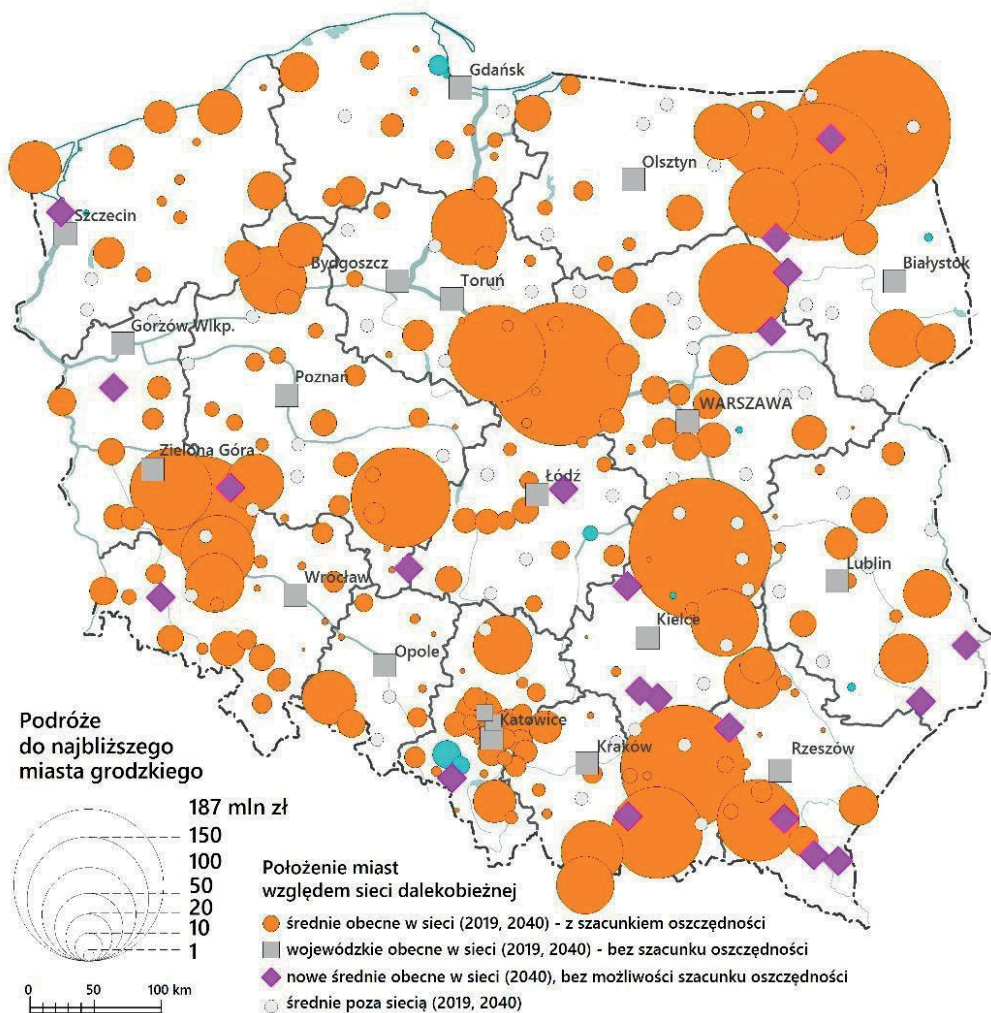 Gdańsk
Olsztyn
Szczecin
Białystok
Bydgoszcz
Toruń
Gorzów Wlkp.
Poznań
WARSZAWA
Zielona Góra
Łódź
Wrocław
Lublin
Kielce
Opole
Katowice
Kraków
Rzeszów
Podróże
do najbliższego
miasta grodzkiego
187 mln zł
150
100
50
20
10
1
0 50 100 km
Położenie miast
względem sieci dalekobieżnej
średnie obecne w sieci (2019, 2040) - z szacunkiem oszczędności
wojewódzkie obecne w sieci (2019, 2040) - bez szacunku oszczędności
nowe średnie obecne w sieci (2040), bez możliwości szacunku oszczędności
średnie poza siecią (2019, 2040)